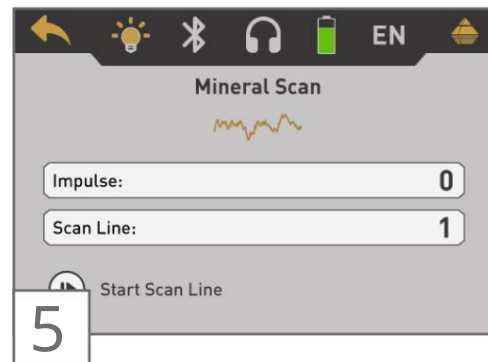 EN
Mineral Scan
Impulse: 0
Scan Line: 1
Start Scan Line
5